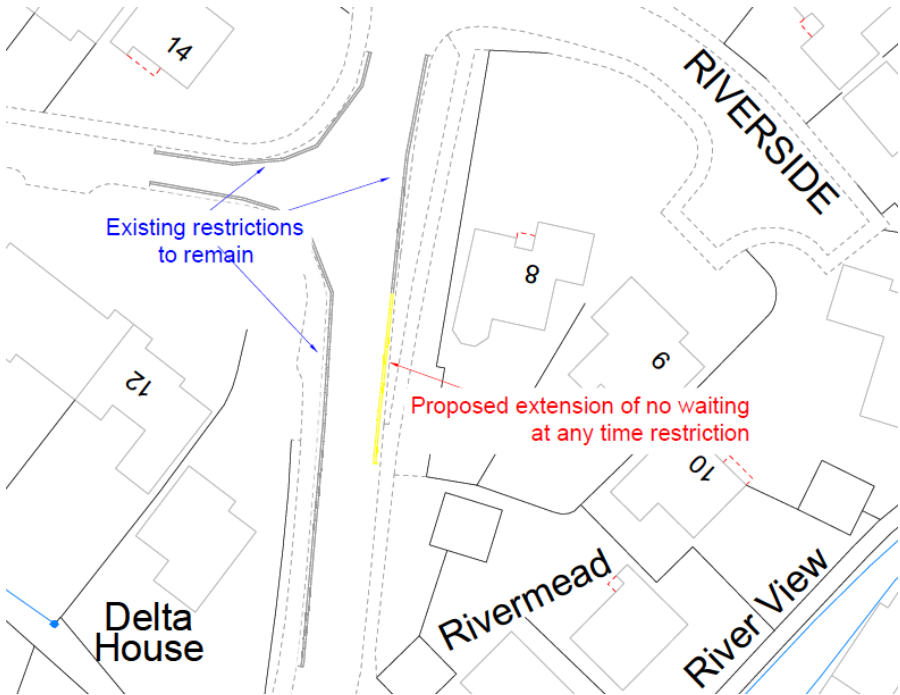 14
RIVERSIDE
Existing restrictions
to remain
8
9
12
Proposed extension of no waiting
at any time restriction
10
Rivermead
River View
Delta
House